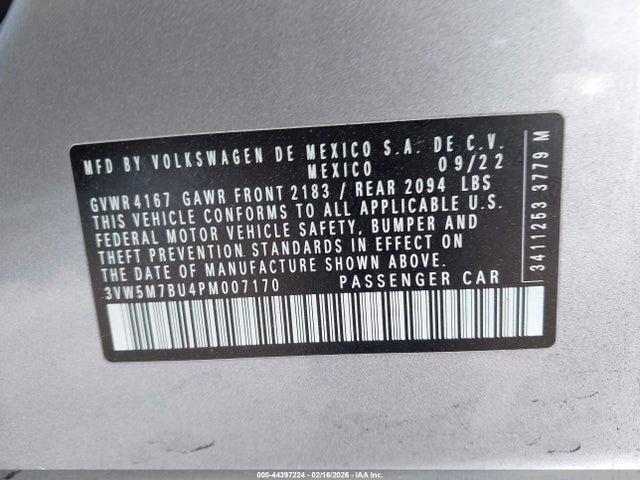 MFD BY VOLKSWAGEN DE MEXICO S.A. DE C.V.
MEXICO 09/22
GVWR 4167 GAWR FRONT 2183 / REAR 2094 LBS
THIS VEHICLE CONFORMS TO ALL APPLICABLE U.S.
FEDERAL MOTOR VEHICLE SAFETY, BUMPER AND
THEFT PREVENTION STANDARDS IN EFFECT ON
THE DATE OF MANUFACTURE SHOWN ABOVE.
3VW5M7BU4PM007170 PASSENGER CAR
3411253 3779 M
000-44397224 - 02/16/2026 - IAA Inc.